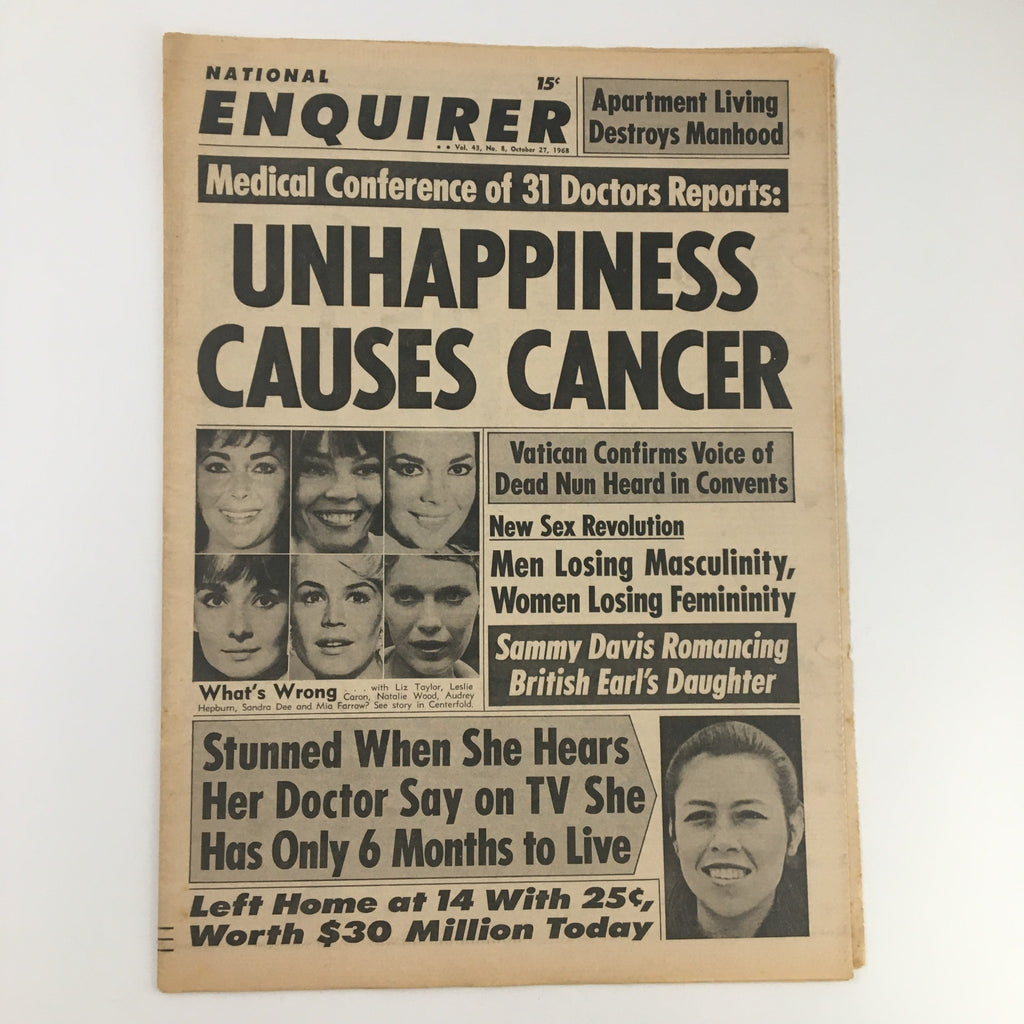 NATIONAL
ENQUIRER
15¢
Vol. 43, No. 8, October 27, 1968
Apartment Living
Destroys Manhood
Medical Conference of 31 Doctors Reports:
UNHAPPINESS
CAUSES CANCER
Vatican Confirms Voice of
Dead Nun Heard in Convents
New Sex Revolution
Men Losing Masculinity,
Women Losing Femininity
Sammy Davis Romancing
British Earl's Daughter
What's Wrong . . . with Liz Taylor, Leslie
Caron, Natalie Wood, Audrey
Hepburn, Sandra Dee and Mia Farrow? See story in Centerfold.
Stunned When She Hears
Her Doctor Say on TV She
Has Only 6 Months to Live
Left Home at 14 With 25¢,
Worth $30 Million Today